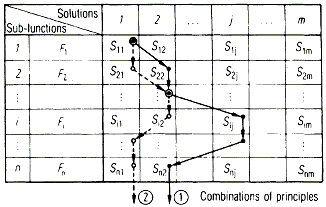 Solutions 1 2 ... j ... m
Sub-functions
1 F₁ S₁₁ S₁₂ S₁ⱼ S₁ₘ
2 F₂ S₂₁ S₂₂ S₂ⱼ S₂ₘ
⋮ ⋮ ⋮ ⋮ ⋮ ⋮
i Fᵢ Sᵢ₁ Sᵢ₂ Sᵢⱼ Sᵢₘ
⋮ ⋮ ⋮ ⋮
n Fₙ Sₙ₁ Sₙ₂ Sₙⱼ Sₙₘ
② ① Combinations of principles